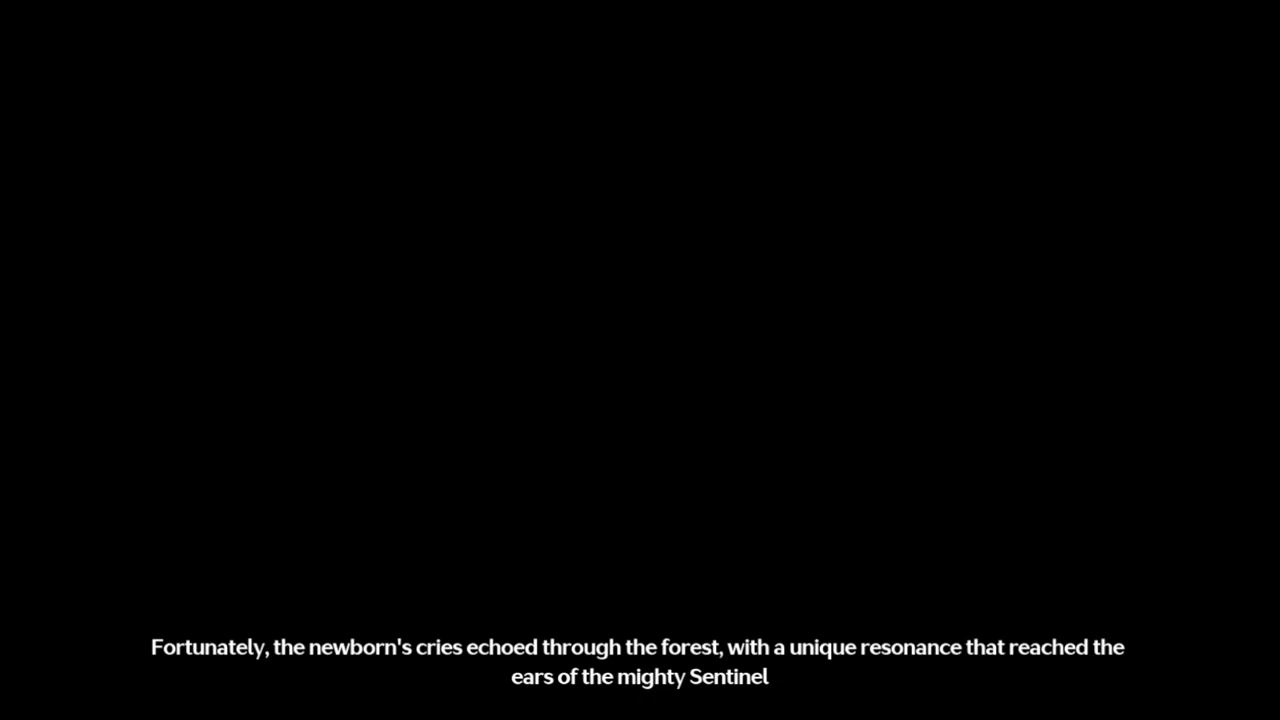 Fortunately, the newborn's cries echoed through the forest, with a unique resonance that reached the
ears of the mighty Sentinel